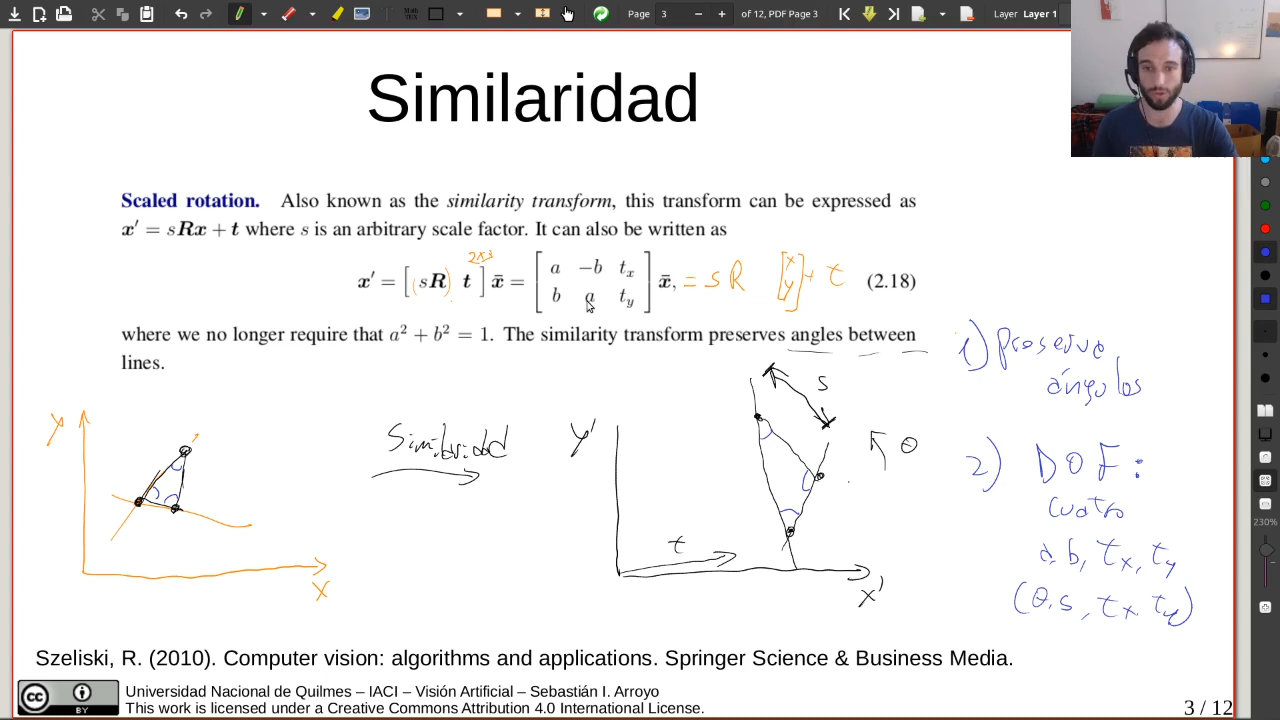 Page 3 of 12, PDF Page 3 Layer Layer 1
Similaridad
Scaled rotation. Also known as the similarity transform, this transform can be expressed as
x′ = sRx + t where s is an arbitrary scale factor. It can also be written as
2x3
x′ = [ (sR) t ] x̄ = [ a −b tx
b a ty ] x̄, = s R [ x
y ] + t (2.18)
where we no longer require that a² + b² = 1. The similarity transform preserves angles between
lines.
1) preserva
ángulos
Y
X
Similaridad
Y'
X'
t
s
θ
2) DOF:
cuatro
a, b, tx, ty
(θ, s, tx, ty)
230%
Szeliski, R. (2010). Computer vision: algorithms and applications. Springer Science & Business Media.
cc BY
Universidad Nacional de Quilmes – IACI – Visión Artificial – Sebastián I. Arroyo
This work is licensed under a Creative Commons Attribution 4.0 International License.
3 / 12